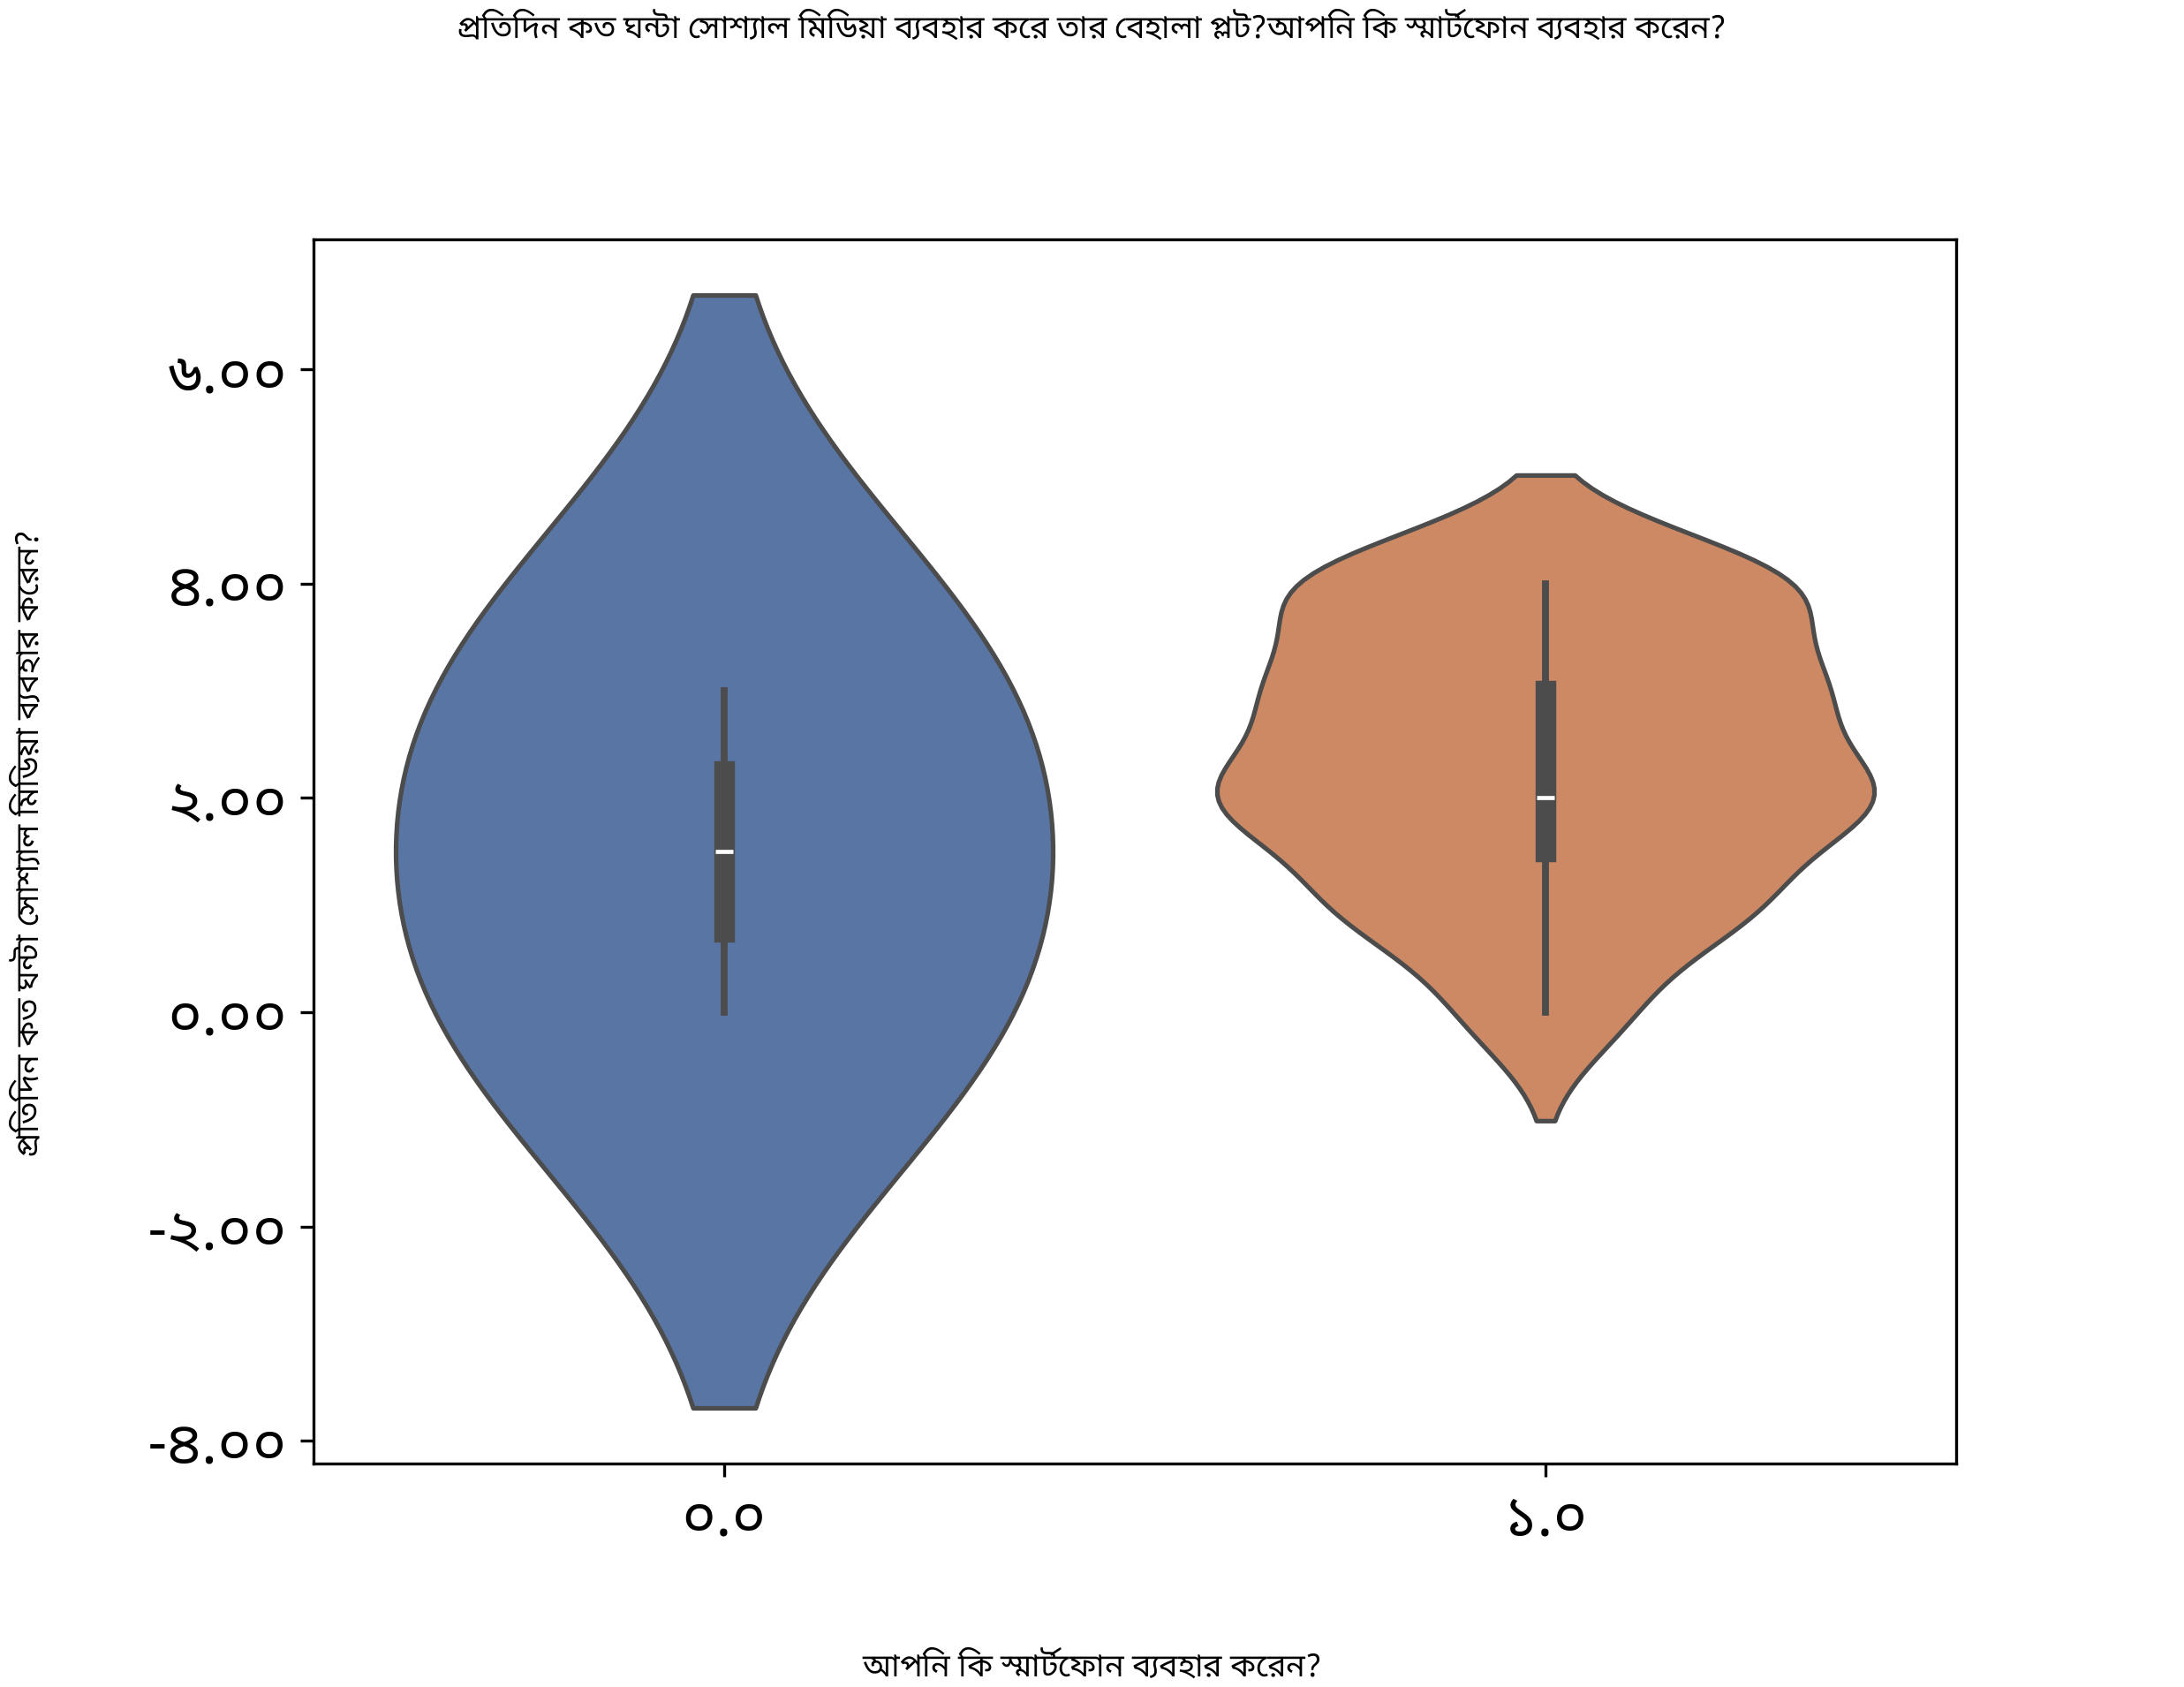 প্রতিদিন কত ঘন্টা সোশ্যাল মিডিয়া ব্যবহার করে তার বেহালা প্লট?আপনি কি স্মার্টফোন ব্যবহার করেন?
প্রতিদিন কত ঘন্টা সোশ্যাল মিডিয়া ব্যবহার করেন?
৬.০০
৪.০০
২.০০
০.০০
-২.০০
-৪.০০
০.০
১.০
আপনি কি স্মার্টফোন ব্যবহার করেন?